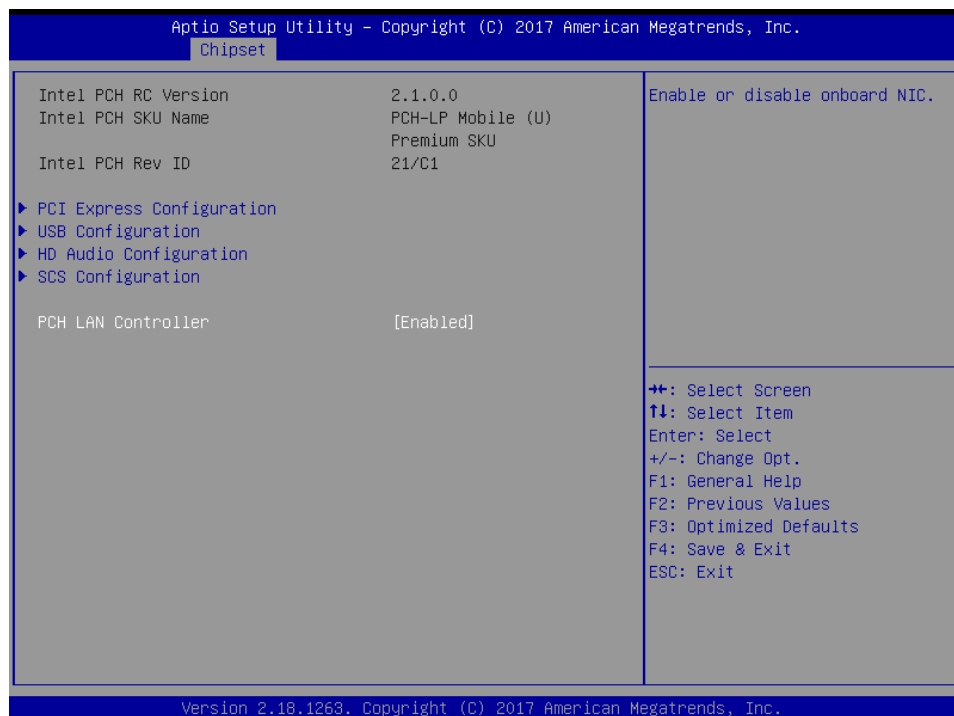 Aptio Setup Utility – Copyright (C) 2017 American Megatrends, Inc.
Chipset
Intel PCH RC Version 2.1.0.0
Intel PCH SKU Name PCH-LP Mobile (U)
Premium SKU
Intel PCH Rev ID 21/C1
PCI Express Configuration
USB Configuration
HD Audio Configuration
SCS Configuration
PCH LAN Controller [Enabled]
Enable or disable onboard NIC.
→←: Select Screen
↑↓: Select Item
Enter: Select
+/-: Change Opt.
F1: General Help
F2: Previous Values
F3: Optimized Defaults
F4: Save & Exit
ESC: Exit
Version 2.18.1263. Copyright (C) 2017 American Megatrends, Inc.